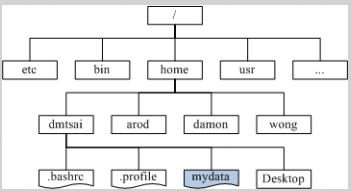 /
etc bin home usr ...
dmtsai arod damon wong
.bashrc .profile mydata Desktop